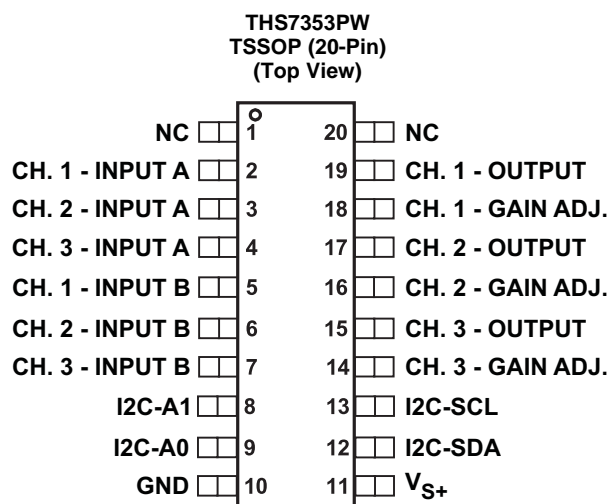 THS7353PW
TSSOP (20-Pin)
(Top View)
NC 1 20 NC
CH. 1 - INPUT A 2 19 CH. 1 - OUTPUT
CH. 2 - INPUT A 3 18 CH. 1 - GAIN ADJ.
CH. 3 - INPUT A 4 17 CH. 2 - OUTPUT
CH. 1 - INPUT B 5 16 CH. 2 - GAIN ADJ.
CH. 2 - INPUT B 6 15 CH. 3 - OUTPUT
CH. 3 - INPUT B 7 14 CH. 3 - GAIN ADJ.
I2C-A1 8 13 I2C-SCL
I2C-A0 9 12 I2C-SDA
GND 10 11 VS+